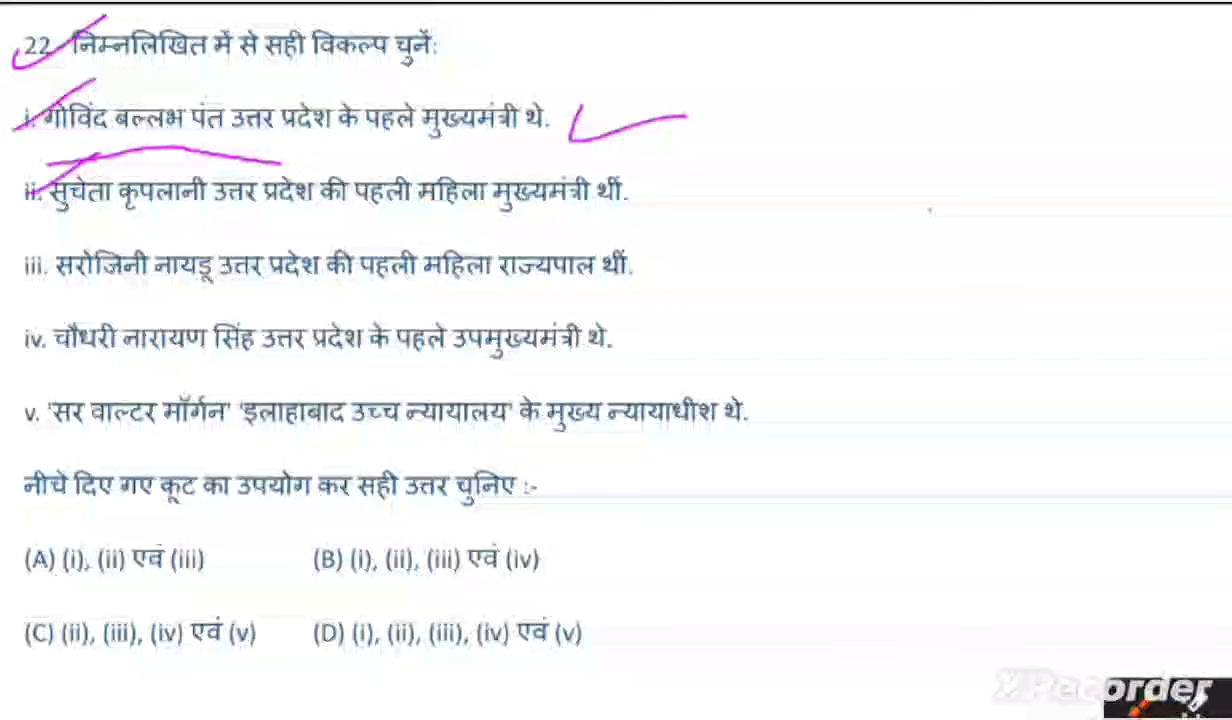 22. निम्नलिखित में से सही विकल्प चुनें:
i. गोविंद बल्लभ पंत उत्तर प्रदेश के पहले मुख्यमंत्री थे.
ii. सुचेता कृपलानी उत्तर प्रदेश की पहली महिला मुख्यमंत्री थीं.
iii. सरोजिनी नायडू उत्तर प्रदेश की पहली महिला राज्यपाल थीं.
iv. चौधरी नारायण सिंह उत्तर प्रदेश के पहले उपमुख्यमंत्री थे.
v. 'सर वाल्टर मॉर्गन' 'इलाहाबाद उच्च न्यायालय' के मुख्य न्यायाधीश थे.
नीचे दिए गए कूट का उपयोग कर सही उत्तर चुनिए :-
(A) (i), (ii) एवं (iii) (B) (i), (ii), (iii) एवं (iv)
(C) (ii), (iii), (iv) एवं (v) (D) (i), (ii), (iii), (iv) एवं (v)
XRecorder